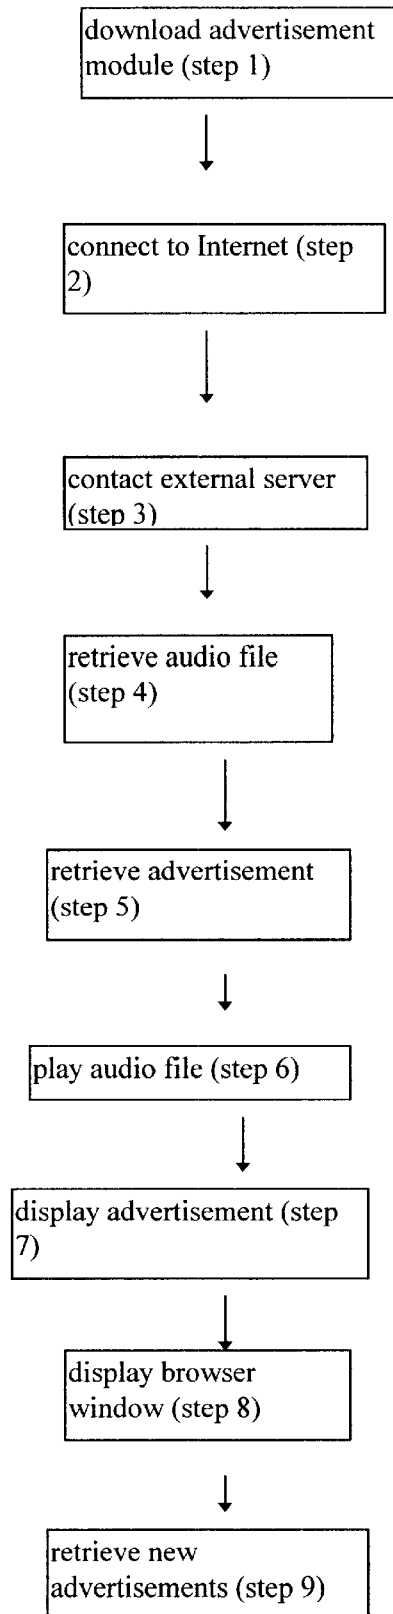 download advertisement
module (step 1)
connect to Internet (step
2)
contact external server
(step 3)
retrieve audio file
(step 4)
retrieve advertisement
(step 5)
play audio file (step 6)
display advertisement (step
7)
display browser
window (step 8)
retrieve new
advertisements (step 9)